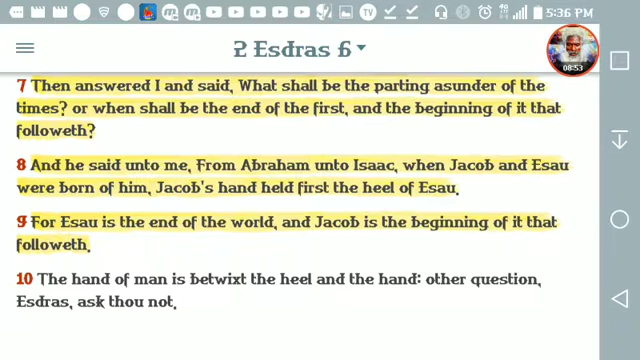 4G
5:36 PM
2 Esdras 6
08:53
7 Then answered I and said, What shall be the parting asunder of the
times? or when shall be the end of the first, and the beginning of it that
followeth?
8 And he said unto me, From Abraham unto Isaac, when Jacob and Esau
were born of him, Jacob's hand held first the heel of Esau.
9 For Esau is the end of the world, and Jacob is the beginning of it that
followeth.
10 The hand of man is betwixt the heel and the hand: other question,
Esdras, ask thou not.